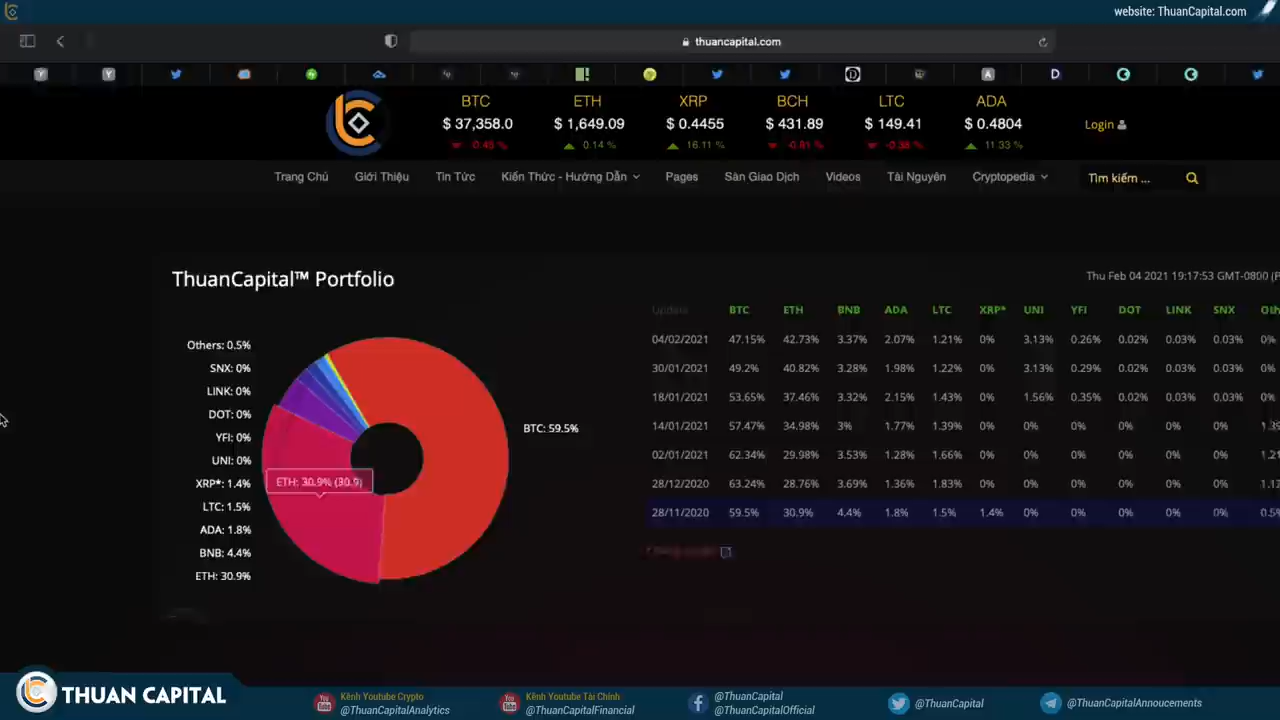 website: ThuanCapital.com
thuancapital.com
BTC ETH XRP BCH LTC ADA
$ 37,358.0 $ 1,649.09 $ 0.4455 $ 431.89 $ 149.41 $ 0.4804
-0.45 % 0.14 % 16.11 % -0.81 % -0.38 % 11.33 %
Login
Trang Chủ Giới Thiệu Tin Tức Kiến Thức - Hướng Dẫn Pages Sàn Giao Dịch Videos Tài Nguyên Cryptopedia Tìm kiếm ...
ThuanCapital™ Portfolio
Thu Feb 04 2021 19:17:53 GMT-0800
Others: 0.5%
SNX: 0%
LINK: 0%
DOT: 0%
YFI: 0%
UNI: 0%
XRP*: 1.4%
LTC: 1.5%
ADA: 1.8%
BNB: 4.4%
ETH: 30.9%
BTC: 59.5%
ETH: 30.9% (30.9)
Update BTC ETH BNB ADA LTC XRP* UNI YFI DOT LINK SNX
04/02/2021 47.15% 42.73% 3.37% 2.07% 1.21% 0% 3.13% 0.26% 0.02% 0.03% 0.03% 0%
30/01/2021 49.2% 40.82% 3.28% 1.98% 1.22% 0% 3.13% 0.29% 0.02% 0.03% 0.03% 0%
18/01/2021 53.65% 37.46% 3.32% 2.15% 1.43% 0% 1.56% 0.35% 0.02% 0.03% 0.03% 0%
14/01/2021 57.47% 34.98% 3% 1.77% 1.39% 0% 0% 0% 0% 0% 0%
02/01/2021 62.34% 29.98% 3.53% 1.28% 1.66% 0% 0% 0% 0% 0% 0%
28/12/2020 63.24% 28.76% 3.69% 1.36% 1.83% 0% 0% 0% 0% 0% 0%
28/11/2020 59.5% 30.9% 4.4% 1.8% 1.5% 1.4% 0% 0% 0% 0% 0% 0.5%
THUAN CAPITAL
Kênh Youtube Crypto
@ThuanCapitalAnalytics
Kênh Youtube Tài Chính
@ThuanCapitalFinancial
@ThuanCapital
@ThuanCapitalOfficial
@ThuanCapital
@ThuanCapitalAnnoucements